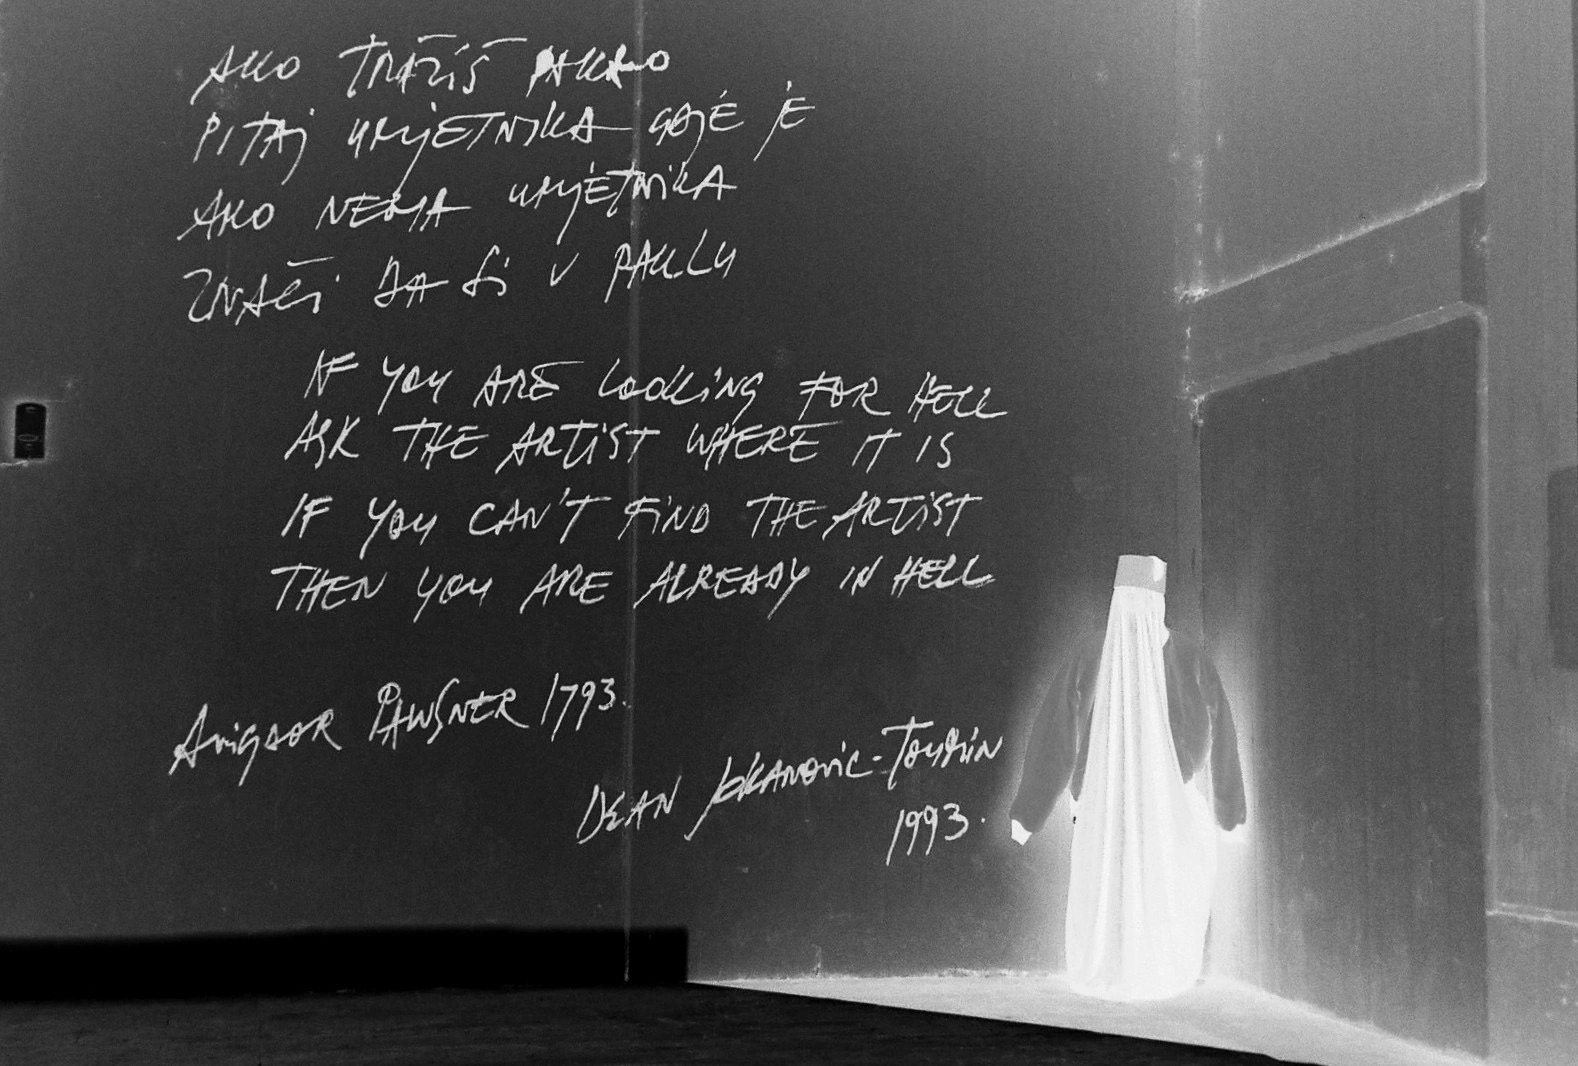 AKO TRAŽIŠ PAKAO
PITAJ UMJETNIKA GDJE JE
AKO NEMA UMJETNIKA
ZNAČI DA SI U PAKLU
IF YOU ARE LOOKING FOR HELL
ASK THE ARTIST WHERE IT IS
IF YOU CAN'T FIND THE ARTIST
THEN YOU ARE ALREADY IN HELL
Avigdor PAWSNER 1793.
DEAN JOKANOVIC-TOUMIN
1993.